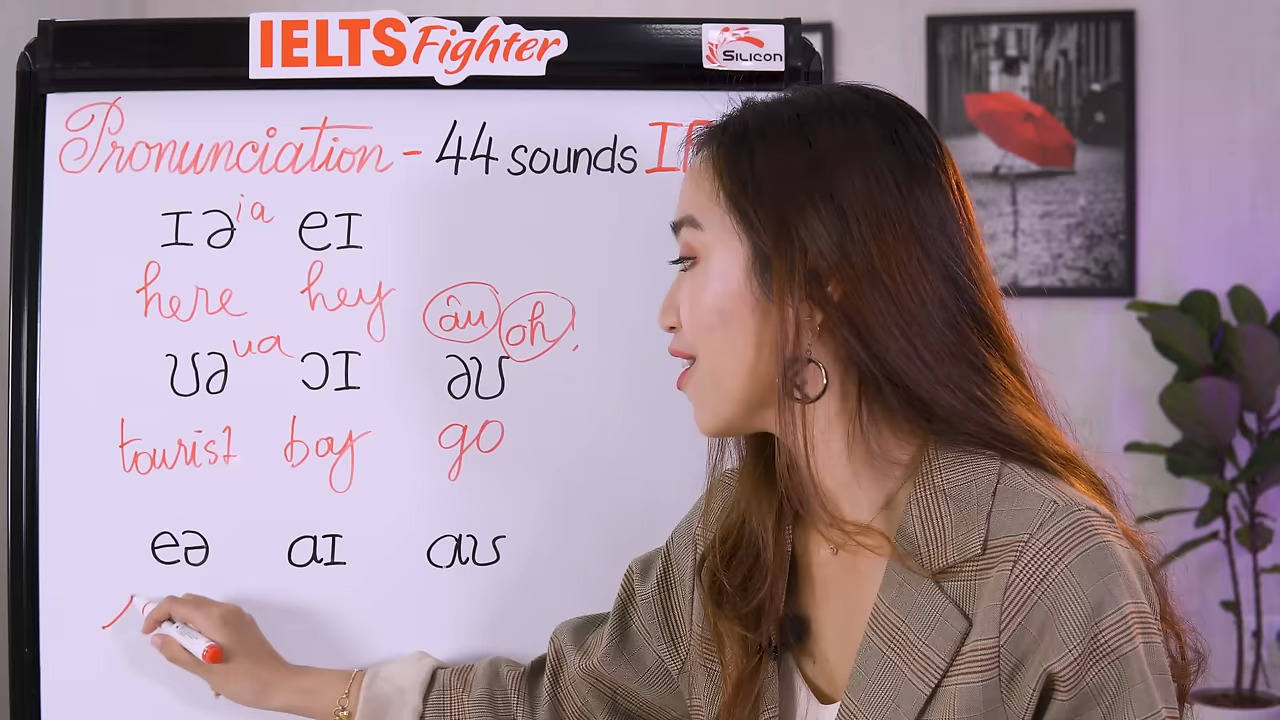 IELTS Fighter
SILICON
Pronunciation - 44 sounds
ɪə ia eɪ
here hey
âu oh!
ʊə ua ɔɪ əʊ
tourist boy go
eə aɪ aʊ